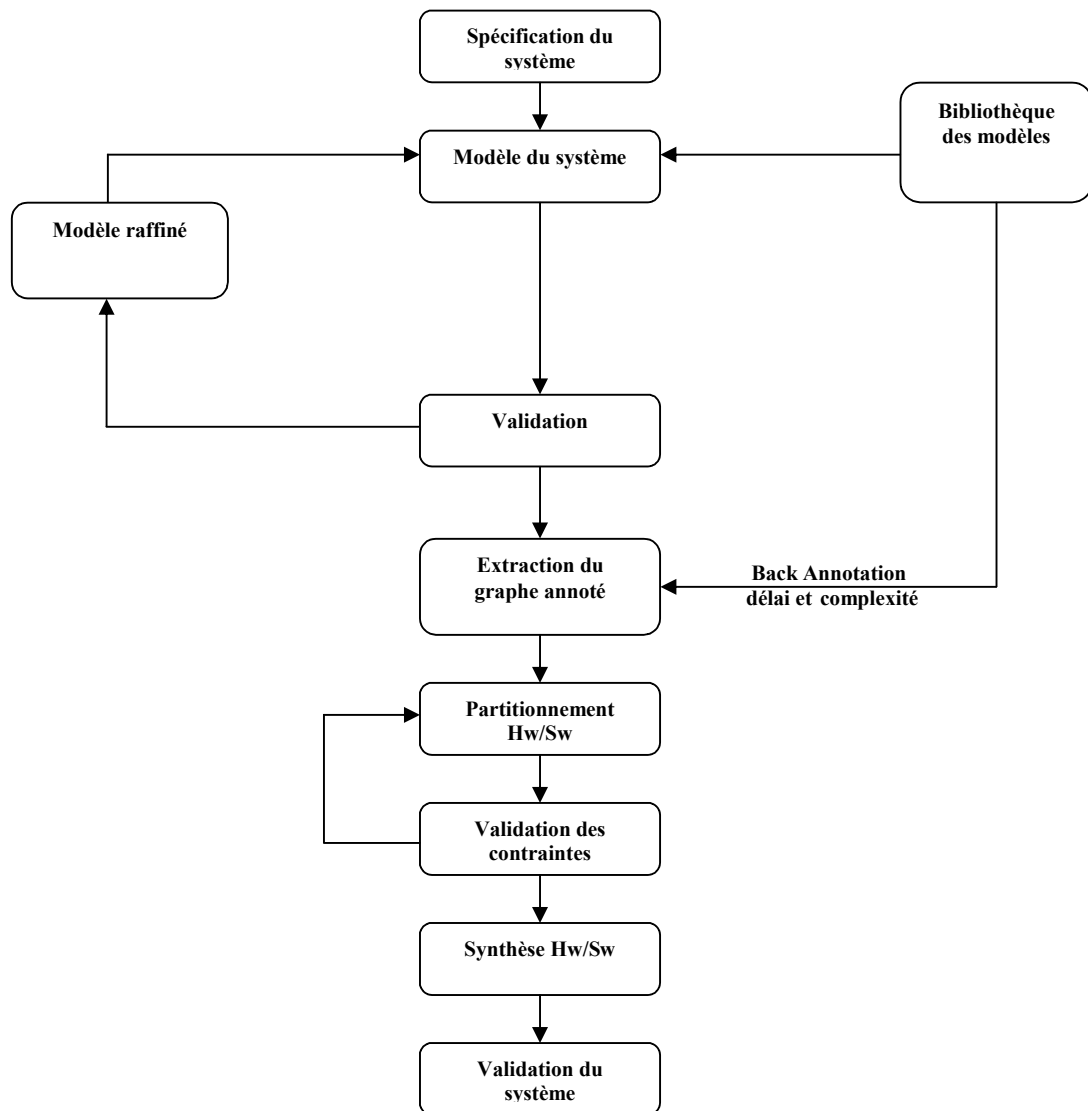 Spécification du
système
Bibliothèque
des modèles
Modèle du système
Modèle raffiné
Validation
Extraction du
graphe annoté
Back Annotation
délai et complexité
Partitionnement
Hw/Sw
Validation des
contraintes
Synthèse Hw/Sw
Validation du
système